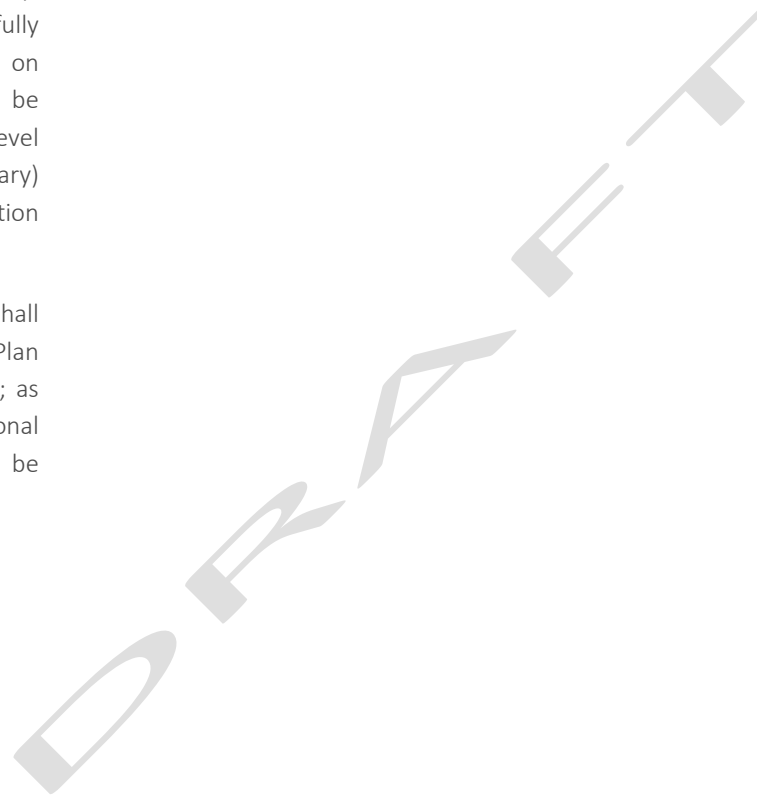 fully
on
be
evel
ary)
tion
hall
Plan
; as
onal
be
DRAFT